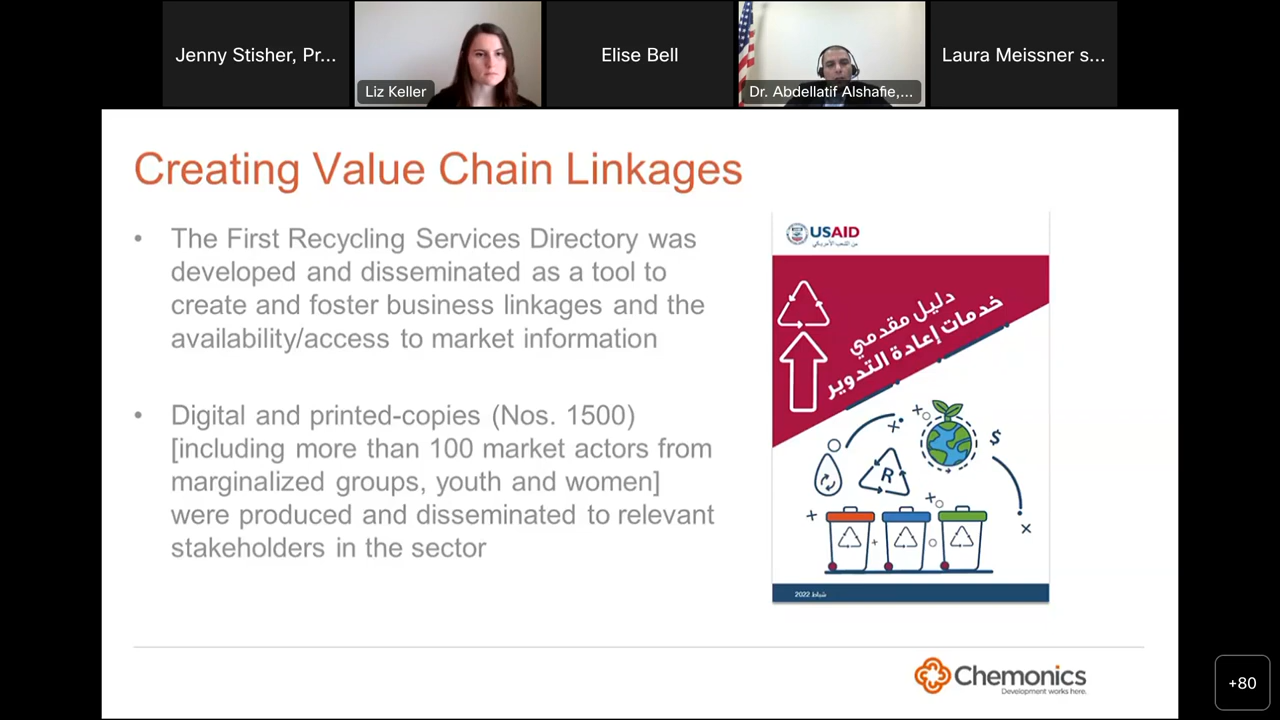 Jenny Stisher, Pr...
Liz Keller
Elise Bell
Dr. Abdellatif Alshafie,...
Laura Meissner s...
Creating Value Chain Linkages
• The First Recycling Services Directory was
developed and disseminated as a tool to
create and foster business linkages and the
availability/access to market information
• Digital and printed-copies (Nos. 1500)
[including more than 100 market actors from
marginalized groups, youth and women]
were produced and disseminated to relevant
stakeholders in the sector
USAID
من الشعب الأمريكي
دليل مقدمي
خدمات إعادة التدوير
$
R
شباط 2022
Chemonics
Development works here.
+80